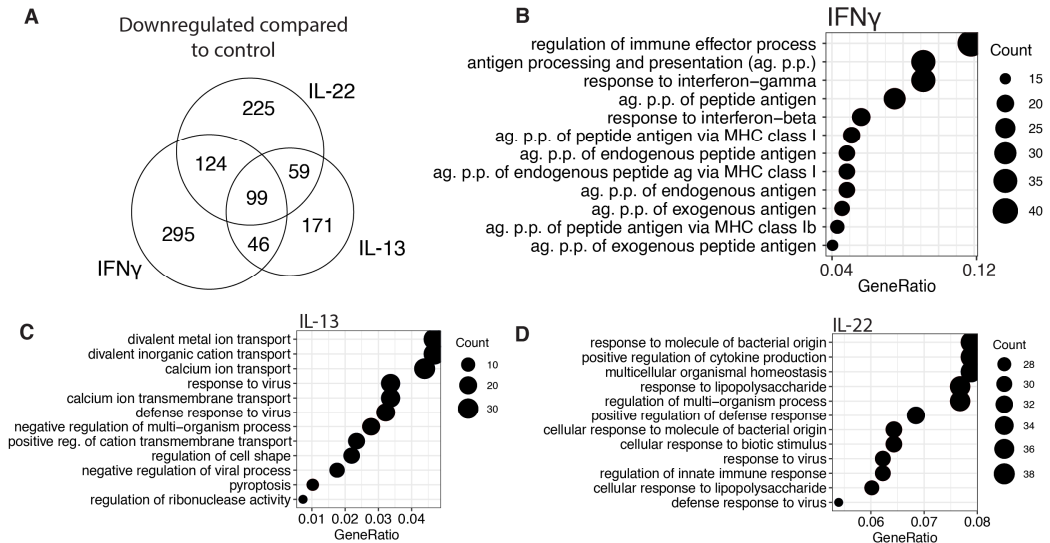 A
Downregulated compared
to control
IL-22
225
124
59
99
295
46
171
IFNγ
IL-13
B
IFNγ
regulation of immune effector process
antigen processing and presentation (ag. p.p.)
response to interferon−gamma
ag. p.p. of peptide antigen
response to interferon−beta
ag. p.p. of peptide antigen via MHC class I
ag. p.p. of endogenous peptide antigen
ag. p.p. of endogenous peptide ag via MHC class I
ag. p.p. of endogenous antigen
ag. p.p. of exogenous antigen
ag. p.p. of peptide antigen via MHC class Ib
ag. p.p. of exogenous peptide antigen
0.04 0.12
GeneRatio
Count
15
20
25
30
35
40
C
IL-13
divalent metal ion transport
divalent inorganic cation transport
calcium ion transport
response to virus
calcium ion transmembrane transport
defense response to virus
negative regulation of multi−organism process
positive reg. of cation transmembrane transport
regulation of cell shape
negative regulation of viral process
pyroptosis
regulation of ribonuclease activity
0.01 0.02 0.03 0.04
GeneRatio
Count
10
20
30
D
IL-22
response to molecule of bacterial origin
positive regulation of cytokine production
multicellular organismal homeostasis
response to lipopolysaccharide
regulation of multi−organism process
positive regulation of defense response
cellular response to molecule of bacterial origin
cellular response to biotic stimulus
response to virus
regulation of innate immune response
cellular response to lipopolysaccharide
defense response to virus
0.06 0.07 0.08
GeneRatio
Count
28
30
32
34
36
38